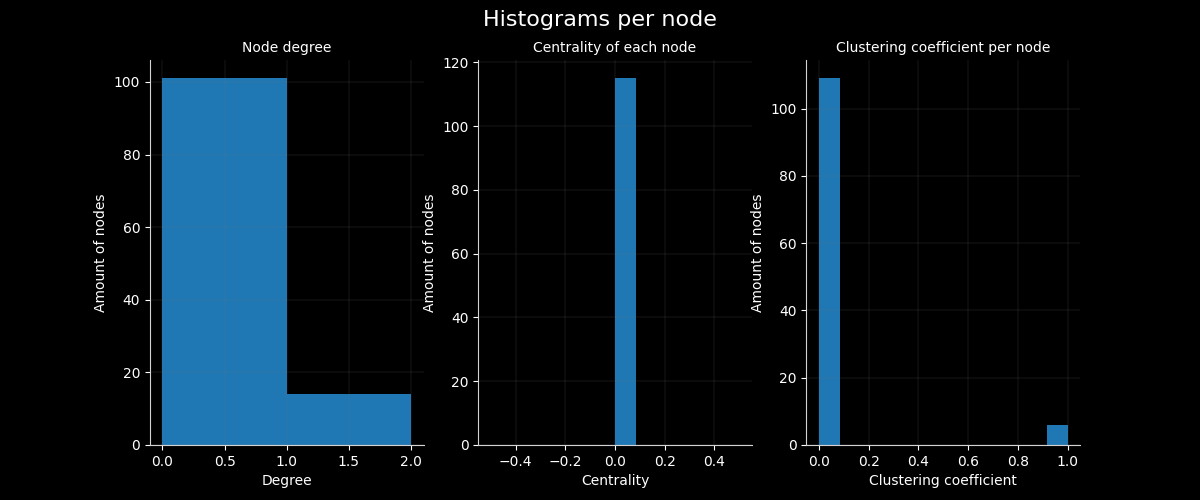 Histograms per node
Node degree
Amount of nodes
100
80
60
40
20
0
0.0 0.5 1.0 1.5 2.0
Degree
Centrality of each node
Amount of nodes
120
100
80
60
40
20
0
−0.4 −0.2 0.0 0.2 0.4
Centrality
Clustering coefficient per node
Amount of nodes
100
80
60
40
20
0
0.0 0.2 0.4 0.6 0.8 1.0
Clustering coefficient